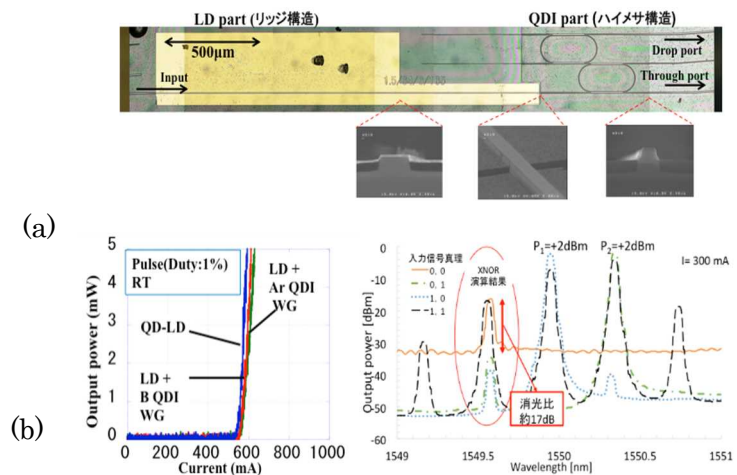 LD part (リッジ構造)
QDI part (ハイメサ構造)
500μm
Input
Drop port
Through port
(a)
5
4
3
2
1
0
Output power (mW)
Pulse(Duty:1%)
RT
QD-LD
LD +
B QDI
WG
LD +
Ar QDI
WG
0 200 400 600 800 1000
Current (mA)
(b)
0
-10
-20
-30
-40
-50
-60
Output power [dBm]
入力信号真理
0. 0
0. 1
1. 0
1. 1
XNOR
演算結果
P1=+2dBm
P2=+2dBm
I= 300 mA
消光比
約17dB
1549 1549.5 1550 1550.5 1551
Wavelength [nm]